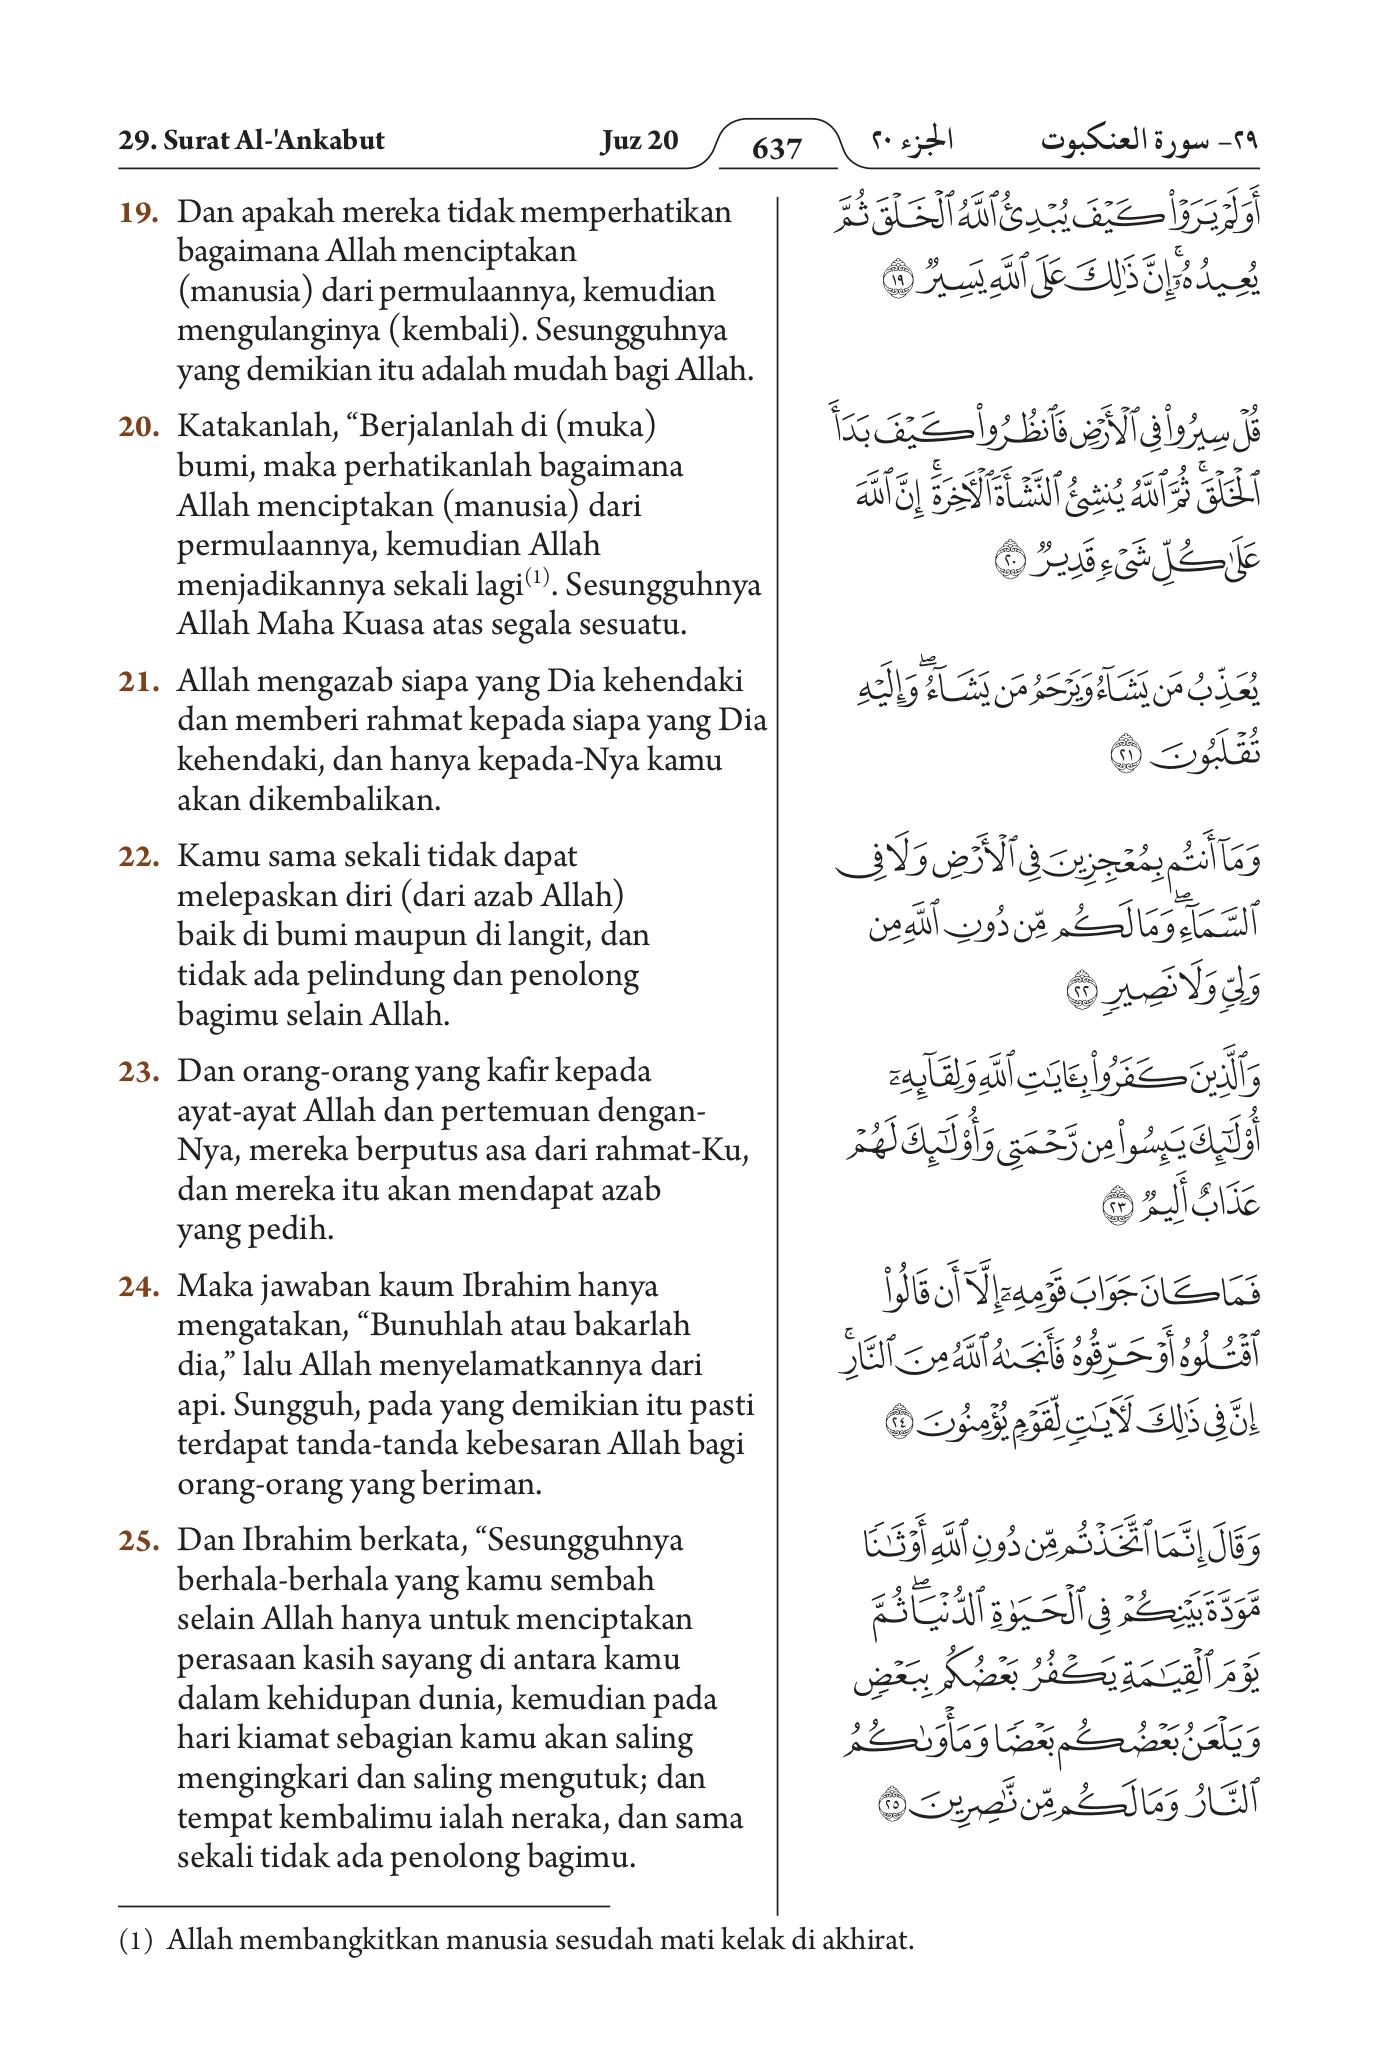 29. Surat Al-'Ankabut
Juz 20
637
الجزء ٢٠
٢٩- سورة العنكبوت
19. Dan apakah mereka tidak memperhatikan
bagaimana Allah menciptakan
(manusia) dari permulaannya, kemudian
mengulanginya (kembali). Sesungguhnya
yang demikian itu adalah mudah bagi Allah.
20. Katakanlah, “Berjalanlah di (muka)
bumi, maka perhatikanlah bagaimana
Allah menciptakan (manusia) dari
permulaannya, kemudian Allah
menjadikannya sekali lagi(1). Sesungguhnya
Allah Maha Kuasa atas segala sesuatu.
21. Allah mengazab siapa yang Dia kehendaki
dan memberi rahmat kepada siapa yang Dia
kehendaki, dan hanya kepada-Nya kamu
akan dikembalikan.
22. Kamu sama sekali tidak dapat
melepaskan diri (dari azab Allah)
baik di bumi maupun di langit, dan
tidak ada pelindung dan penolong
bagimu selain Allah.
23. Dan orang-orang yang kafir kepada
ayat-ayat Allah dan pertemuan dengan-
Nya, mereka berputus asa dari rahmat-Ku,
dan mereka itu akan mendapat azab
yang pedih.
24. Maka jawaban kaum Ibrahim hanya
mengatakan, “Bunuhlah atau bakarlah
dia,” lalu Allah menyelamatkannya dari
api. Sungguh, pada yang demikian itu pasti
terdapat tanda-tanda kebesaran Allah bagi
orang-orang yang beriman.
25. Dan Ibrahim berkata, “Sesungguhnya
berhala-berhala yang kamu sembah
selain Allah hanya untuk menciptakan
perasaan kasih sayang di antara kamu
dalam kehidupan dunia, kemudian pada
hari kiamat sebagian kamu akan saling
mengingkari dan saling mengutuk; dan
tempat kembalimu ialah neraka, dan sama
sekali tidak ada penolong bagimu.
أَوَلَمْ يَرَوْا۟ كَيْفَ يُبْدِئُ ٱللَّهُ ٱلْخَلْقَ ثُمَّ
يُعِيدُهُۥٓ ۚ إِنَّ ذَٰلِكَ عَلَى ٱللَّهِ يَسِيرٌ ١٩
قُلْ سِيرُوا۟ فِى ٱلْأَرْضِ فَٱنظُرُوا۟ كَيْفَ بَدَأَ
ٱلْخَلْقَ ۚ ثُمَّ ٱللَّهُ يُنشِئُ ٱلنَّشْأَةَ ٱلْـَٔاخِرَةَ ۚ إِنَّ ٱللَّهَ
عَلَىٰ كُلِّ شَىْءٍ قَدِيرٌ ٢٠
يُعَذِّبُ مَن يَشَآءُ وَيَرْحَمُ مَن يَشَآءُ ۖ وَإِلَيْهِ
تُقْلَبُونَ ٢١
وَمَآ أَنتُم بِمُعْجِزِينَ فِى ٱلْأَرْضِ وَلَا فِى
ٱلسَّمَآءِ ۖ وَمَا لَكُم مِّن دُونِ ٱللَّهِ مِن
وَلِىٍّ وَلَا نَصِيرٍ ٢٢
وَٱلَّذِينَ كَفَرُوا۟ بِـَٔايَٰتِ ٱللَّهِ وَلِقَآئِهِۦٓ
أُو۟لَٰٓئِكَ يَئِسُوا۟ مِن رَّحْمَتِى وَأُو۟لَٰٓئِكَ لَهُمْ
عَذَابٌ أَلِيمٌ ٢٣
فَمَا كَانَ جَوَابَ قَوْمِهِۦٓ إِلَّآ أَن قَالُوا۟
ٱقْتُلُوهُ أَوْ حَرِّقُوهُ فَأَنجَىٰهُ ٱللَّهُ مِنَ ٱلنَّارِ ۚ
إِنَّ فِى ذَٰلِكَ لَـَٔايَٰتٍ لِّقَوْمٍ يُؤْمِنُونَ ٢٤
وَقَالَ إِنَّمَا ٱتَّخَذْتُم مِّن دُونِ ٱللَّهِ أَوْثَٰنًا
مَّوَدَّةَ بَيْنِكُمْ فِى ٱلْحَيَوٰةِ ٱلدُّنْيَا ۖ ثُمَّ
يَوْمَ ٱلْقِيَٰمَةِ يَكْفُرُ بَعْضُكُم بِبَعْضٍ
وَيَلْعَنُ بَعْضُكُم بَعْضًا وَمَأْوَىٰكُمُ
ٱلنَّارُ وَمَا لَكُم مِّن نَّٰصِرِينَ ٢٥
(1) Allah membangkitkan manusia sesudah mati kelak di akhirat.